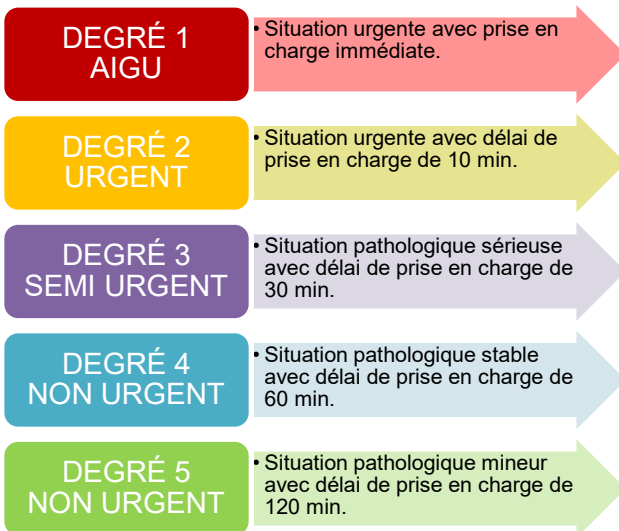 DEGRÉ 1
AIGU
• Situation urgente avec prise en
charge immédiate.
DEGRÉ 2
URGENT
• Situation urgente avec délai de
prise en charge de 10 min.
DEGRÉ 3
SEMI URGENT
• Situation pathologique sérieuse
avec délai de prise en charge de
30 min.
DEGRÉ 4
NON URGENT
• Situation pathologique stable
avec délai de prise en charge de
60 min.
DEGRÉ 5
NON URGENT
• Situation pathologique mineur
avec délai de prise en charge de
120 min.